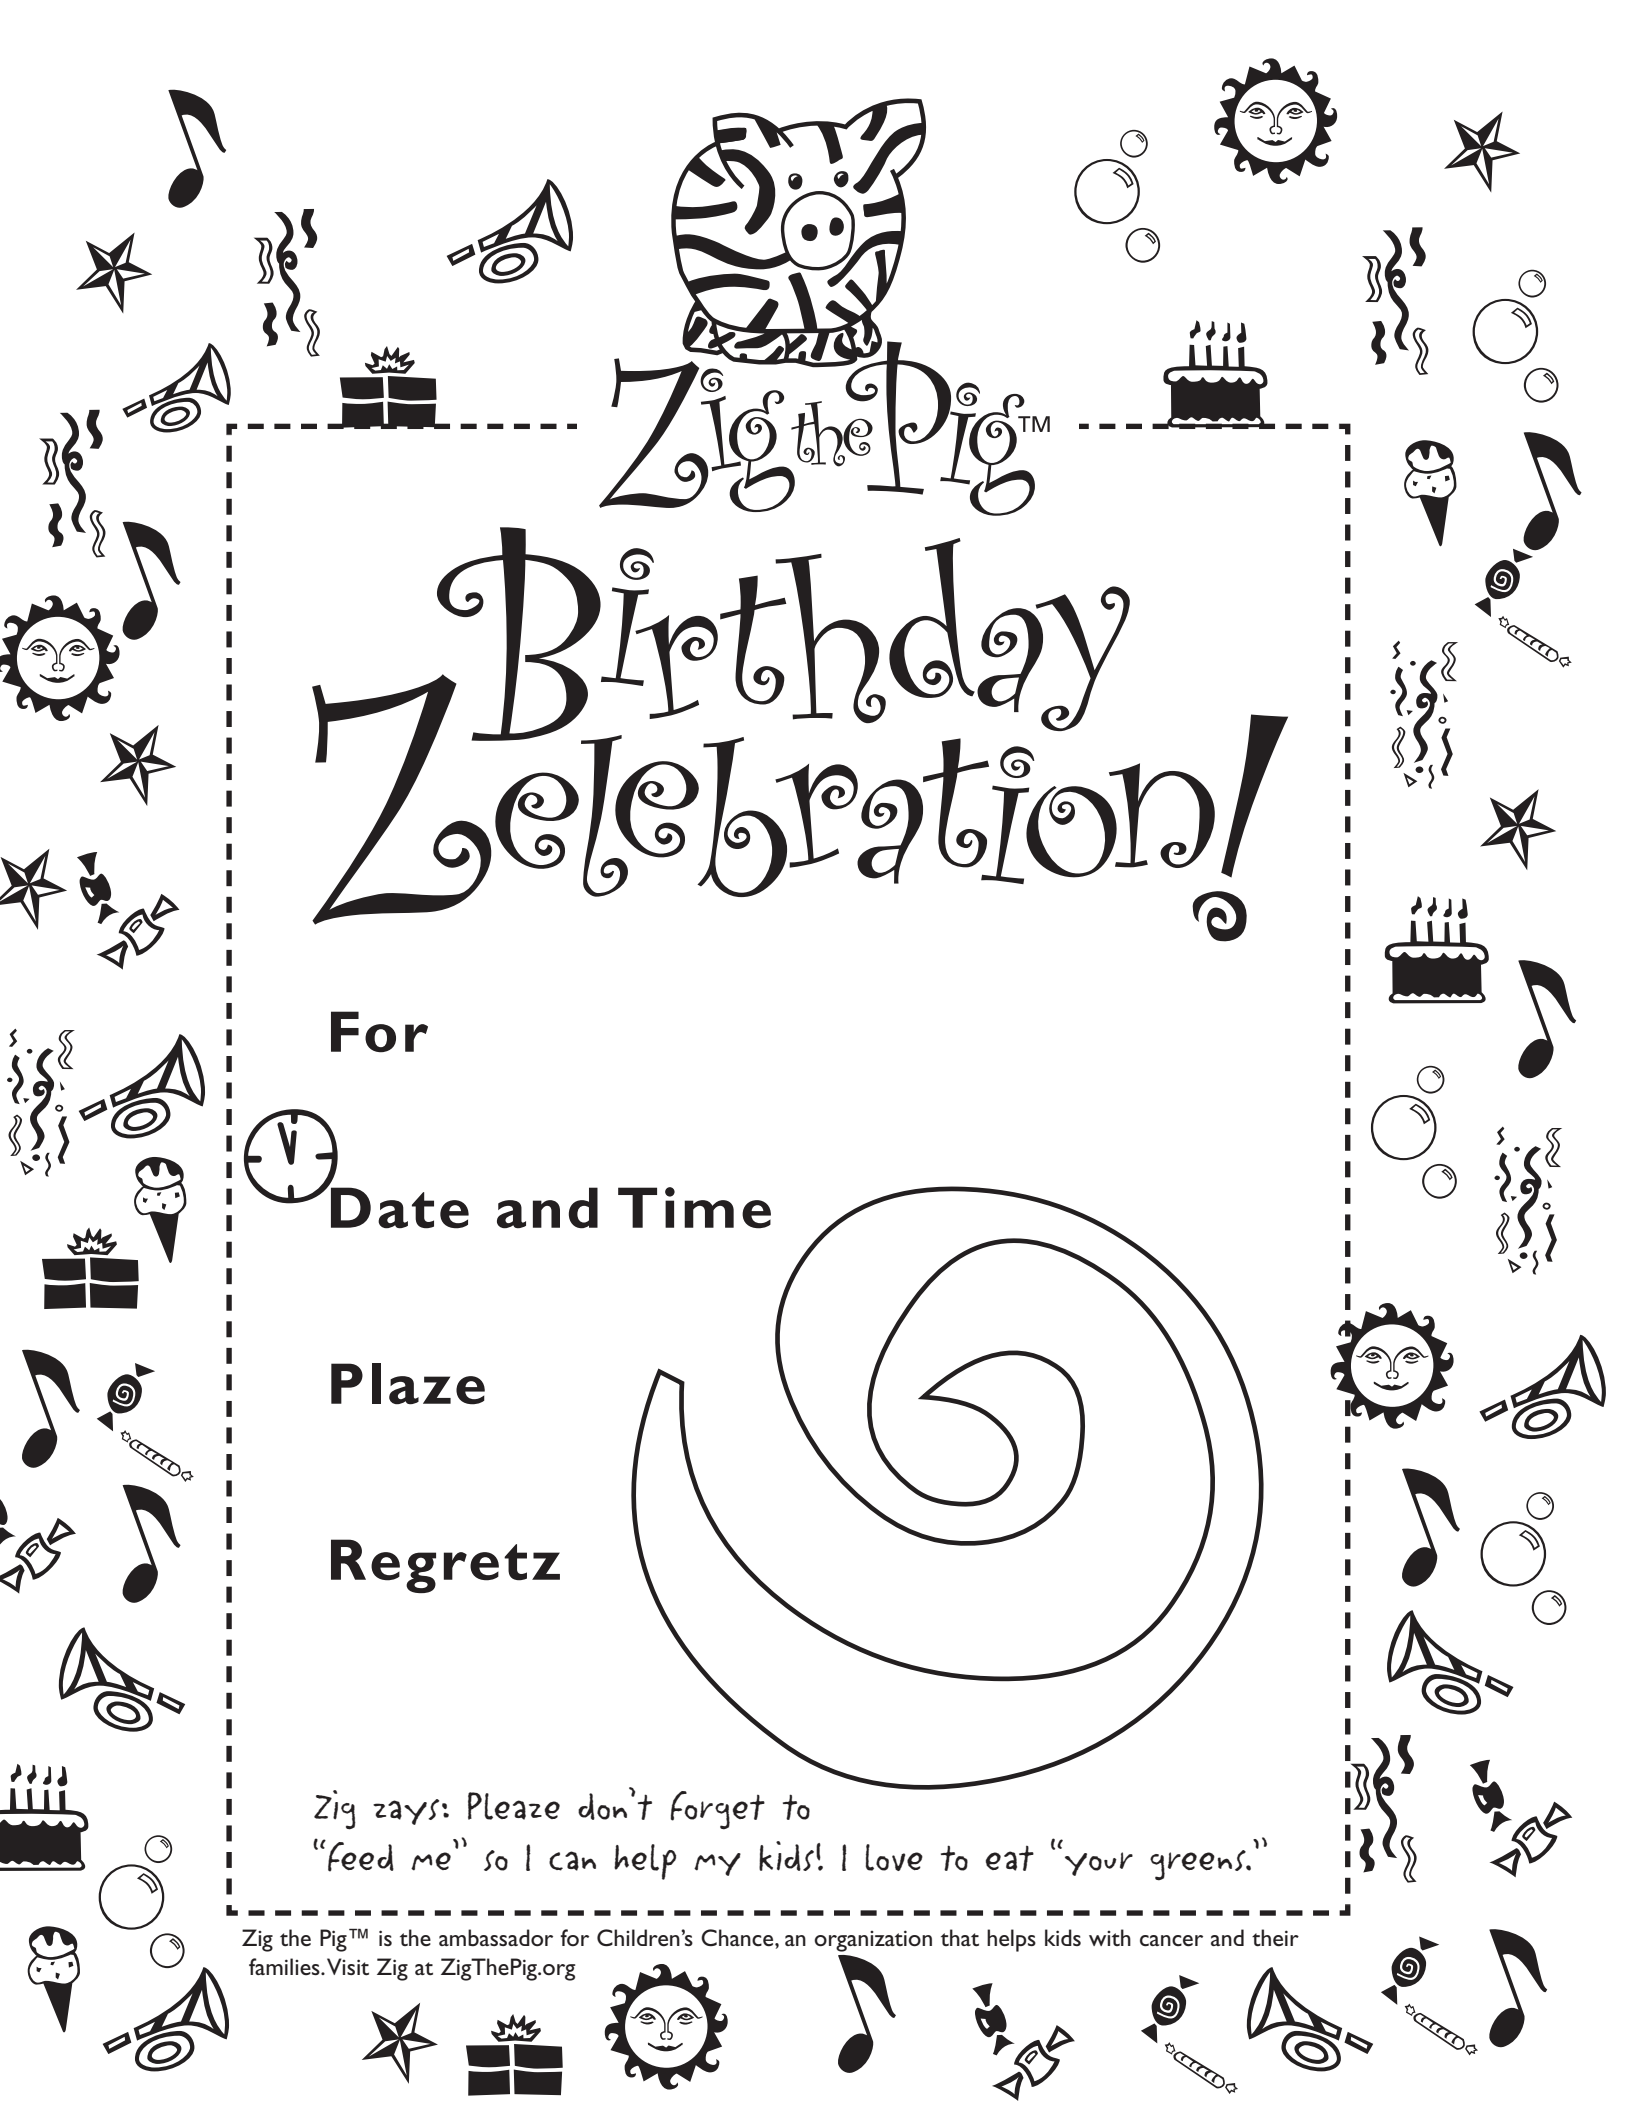 Zig the Pig™
Birthday
Zelebration!
For
Date and Time
Plaze
Regretz
Zig zays: Pleaze don't forget to
“feed me” so I can help my kids! I love to eat “your greens.”
Zig the Pig™ is the ambassador for Children’s Chance, an organization that helps kids with cancer and their
families. Visit Zig at ZigThePig.org